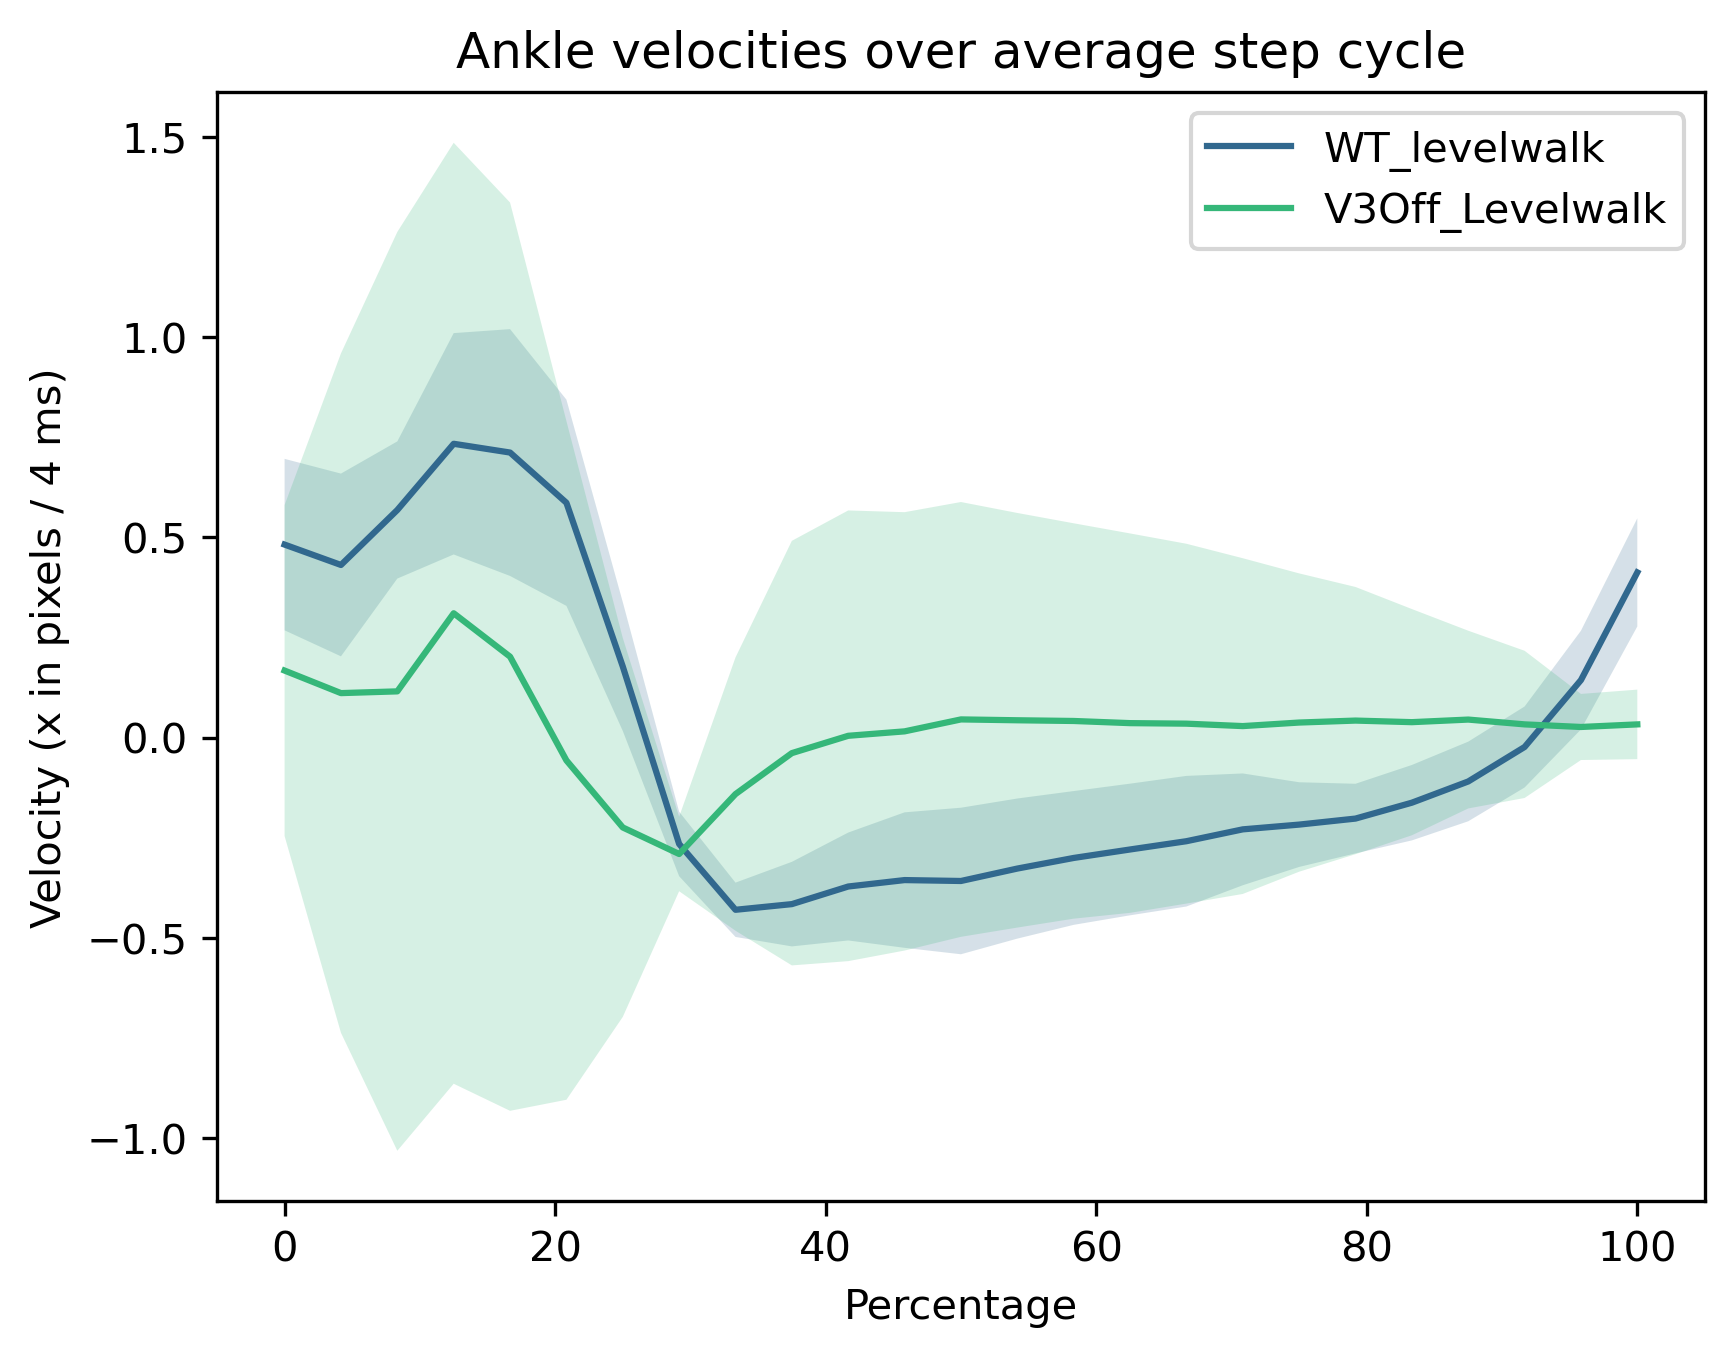 Ankle velocities over average step cycle
WT_levelwalk
V3Off_Levelwalk
Velocity (x in pixels / 4 ms)
1.5
1.0
0.5
0.0
−0.5
−1.0
0 20 40 60 80 100
Percentage